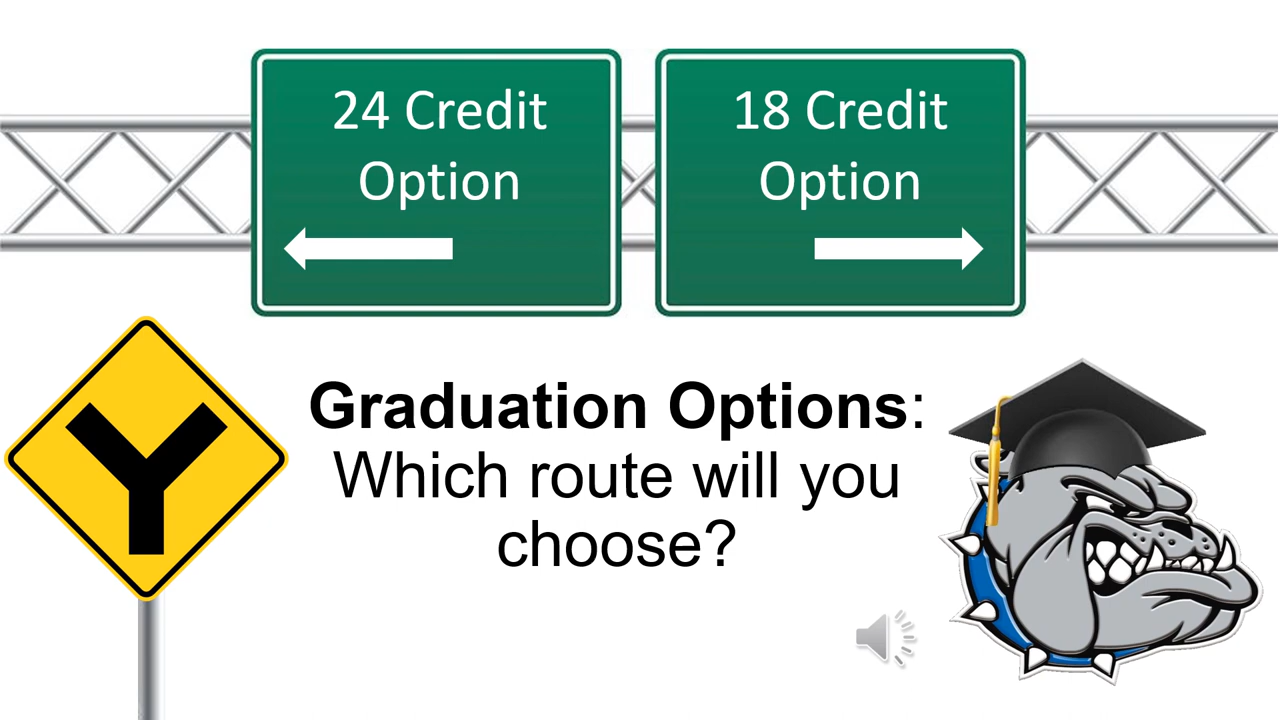 24 Credit
Option
18 Credit
Option
Graduation Options:
Which route will you
choose?